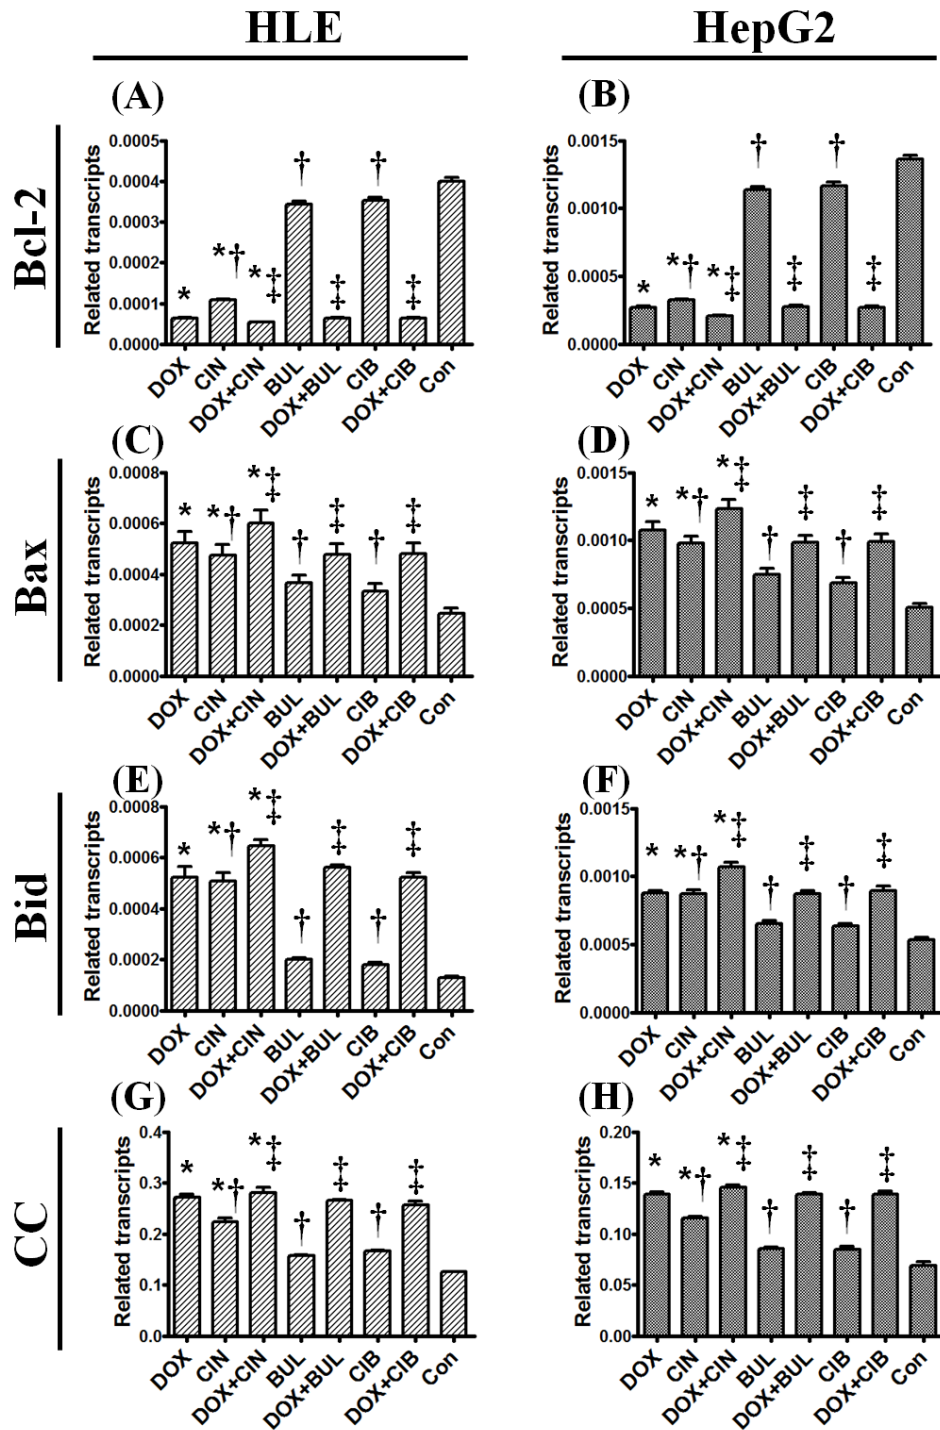 HLE
HepG2
Bcl-2
(A)
Related transcripts
0.0005
0.0004
0.0003
0.0002
0.0001
0.0000
*
*†
*‡
†
‡
†
‡
DOX
CIN
DOX+CIN
BUL
DOX+BUL
CIB
DOX+CIB
Con
(B)
Related transcripts
0.0015
0.0010
0.0005
0.0000
*
*†
*‡
†
‡
†
‡
DOX
CIN
DOX+CIN
BUL
DOX+BUL
CIB
DOX+CIB
Con
Bax
(C)
Related transcripts
0.0008
0.0006
0.0004
0.0002
0.0000
*
*†
*‡
†
‡
†
‡
DOX
CIN
DOX+CIN
BUL
DOX+BUL
CIB
DOX+CIB
Con
(D)
Related transcripts
0.0015
0.0010
0.0005
0.0000
*
*†
*‡
†
‡
†
‡
DOX
CIN
DOX+CIN
BUL
DOX+BUL
CIB
DOX+CIB
Con
Bid
(E)
Related transcripts
0.0008
0.0006
0.0004
0.0002
0.0000
*
*†
*‡
†
‡
†
‡
DOX
CIN
DOX+CIN
BUL
DOX+BUL
CIB
DOX+CIB
Con
(F)
Related transcripts
0.0015
0.0010
0.0005
0.0000
*
*†
*‡
†
‡
†
‡
DOX
CIN
DOX+CIN
BUL
DOX+BUL
CIB
DOX+CIB
Con
CC
(G)
Related transcripts
0.4
0.3
0.2
0.1
0.0
*
*†
*‡
†
‡
†
‡
DOX
CIN
DOX+CIN
BUL
DOX+BUL
CIB
DOX+CIB
Con
(H)
Related transcripts
0.20
0.15
0.10
0.05
0.00
*
*†
*‡
†
‡
†
‡
DOX
CIN
DOX+CIN
BUL
DOX+BUL
CIB
DOX+CIB
Con